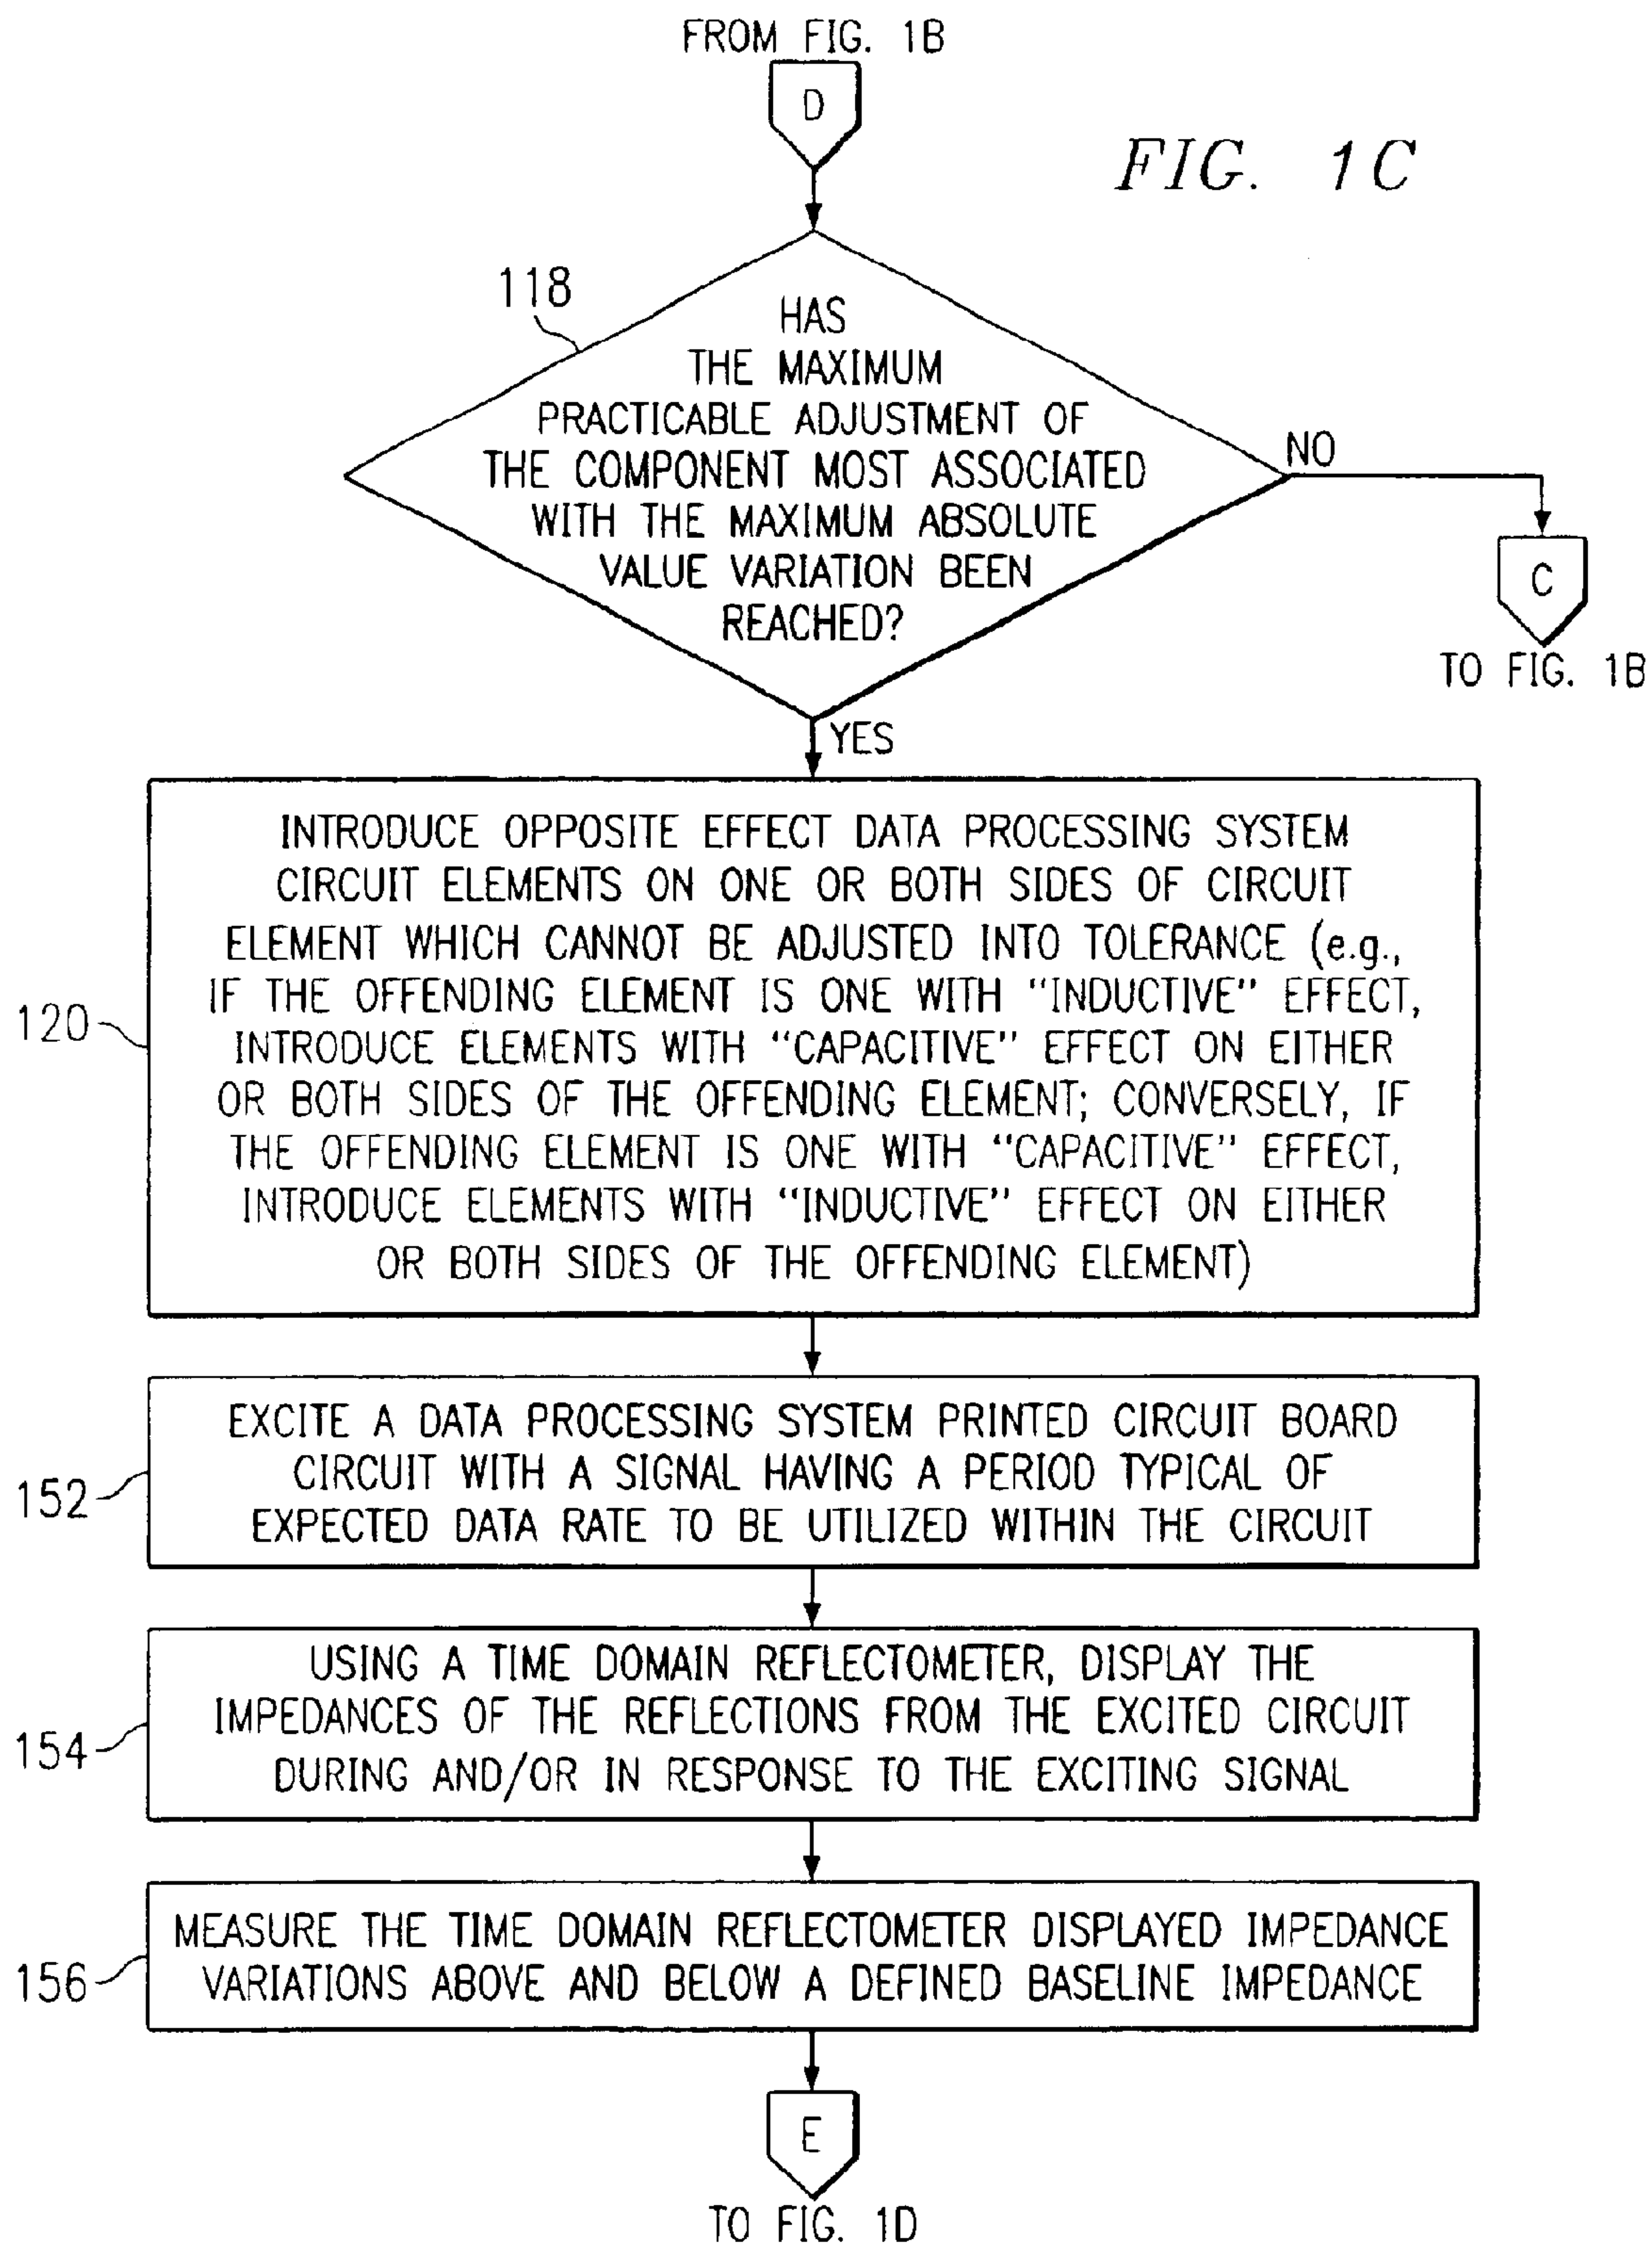 FROM FIG. 1B
D
FIG. 1C
118
HAS
THE MAXIMUM
PRACTICABLE ADJUSTMENT OF
THE COMPONENT MOST ASSOCIATED
WITH THE MAXIMUM ABSOLUTE
VALUE VARIATION BEEN
REACHED?
NO
C
TO FIG. 1B
YES
INTRODUCE OPPOSITE EFFECT DATA PROCESSING SYSTEM
CIRCUIT ELEMENTS ON ONE OR BOTH SIDES OF CIRCUIT
ELEMENT WHICH CANNOT BE ADJUSTED INTO TOLERANCE (e.g.,
IF THE OFFENDING ELEMENT IS ONE WITH "INDUCTIVE" EFFECT,
INTRODUCE ELEMENTS WITH "CAPACITIVE" EFFECT ON EITHER
OR BOTH SIDES OF THE OFFENDING ELEMENT; CONVERSELY, IF
THE OFFENDING ELEMENT IS ONE WITH "CAPACITIVE" EFFECT,
INTRODUCE ELEMENTS WITH "INDUCTIVE" EFFECT ON EITHER
OR BOTH SIDES OF THE OFFENDING ELEMENT)
120
EXCITE A DATA PROCESSING SYSTEM PRINTED CIRCUIT BOARD
CIRCUIT WITH A SIGNAL HAVING A PERIOD TYPICAL OF
EXPECTED DATA RATE TO BE UTILIZED WITHIN THE CIRCUIT
152
USING A TIME DOMAIN REFLECTOMETER, DISPLAY THE
IMPEDANCES OF THE REFLECTIONS FROM THE EXCITED CIRCUIT
DURING AND/OR IN RESPONSE TO THE EXCITING SIGNAL
154
MEASURE THE TIME DOMAIN REFLECTOMETER DISPLAYED IMPEDANCE
VARIATIONS ABOVE AND BELOW A DEFINED BASELINE IMPEDANCE
156
E
TO FIG. 1D